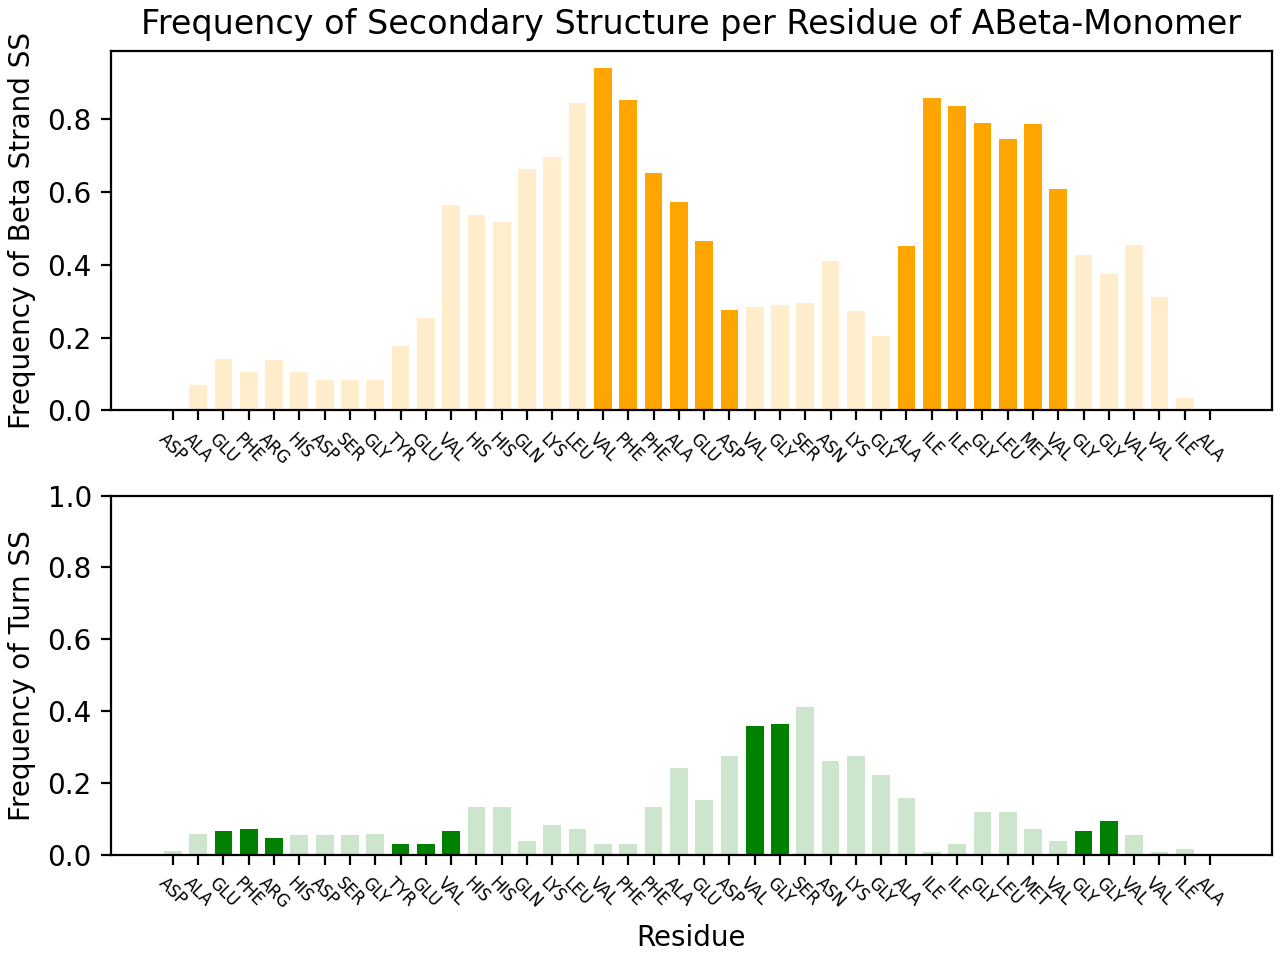 Frequency of Secondary Structure per Residue of ABeta-Monomer
Frequency of Beta Strand SS
0.8
0.6
0.4
0.2
0.0
ASP ALA GLU PHE ARG HIS ASP SER GLY TYR GLU VAL HIS HIS GLN LYS LEU VAL PHE PHE ALA GLU ASP VAL GLY SER ASN LYS GLY ALA ILE ILE GLY LEU MET VAL GLY GLY VAL VAL ILE ALA
Frequency of Turn SS
1.0
0.8
0.6
0.4
0.2
0.0
ASP ALA GLU PHE ARG HIS ASP SER GLY TYR GLU VAL HIS HIS GLN LYS LEU VAL PHE PHE ALA GLU ASP VAL GLY SER ASN LYS GLY ALA ILE ILE GLY LEU MET VAL GLY GLY VAL VAL ILE ALA
Residue